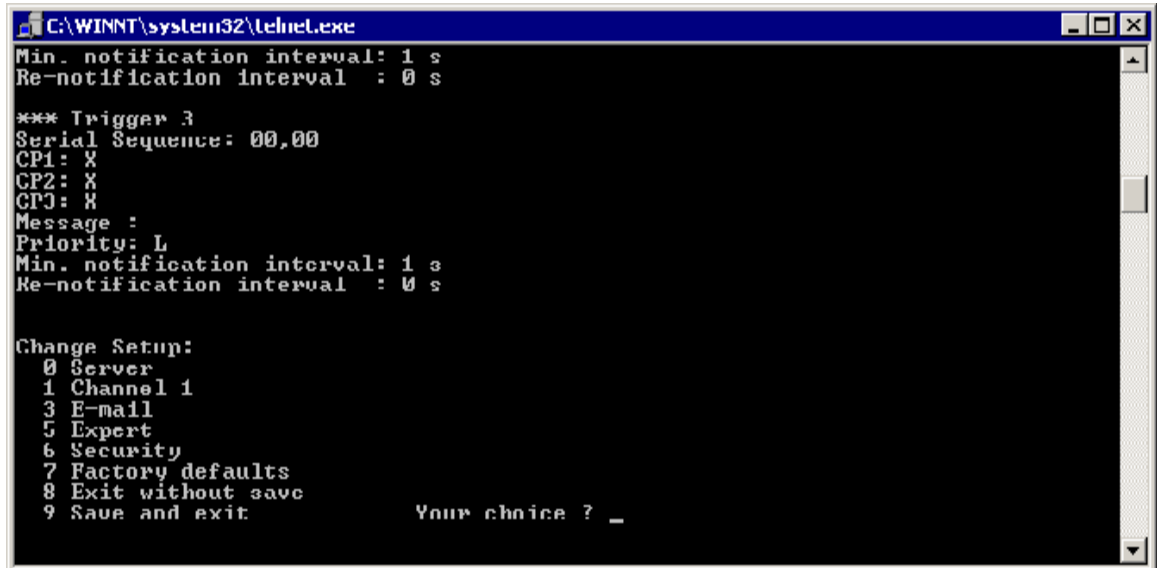 C:\WINNT\system32\telnet.exe
Min. notification interval: 1 s
Re-notification interval  : 0 s
*** Trigger 3
Serial Sequence: 00,00
CP1: X
CP2: X
CP3: X
Message :
Priority: L
Min. notification interval: 1 s
Re-notification interval  : 0 s
Change Setup:
0 Server
1 Channel 1
3 E-mail
5 Expert
6 Security
7 Factory defaults
8 Exit without save
9 Save and exit            Your choice ? _